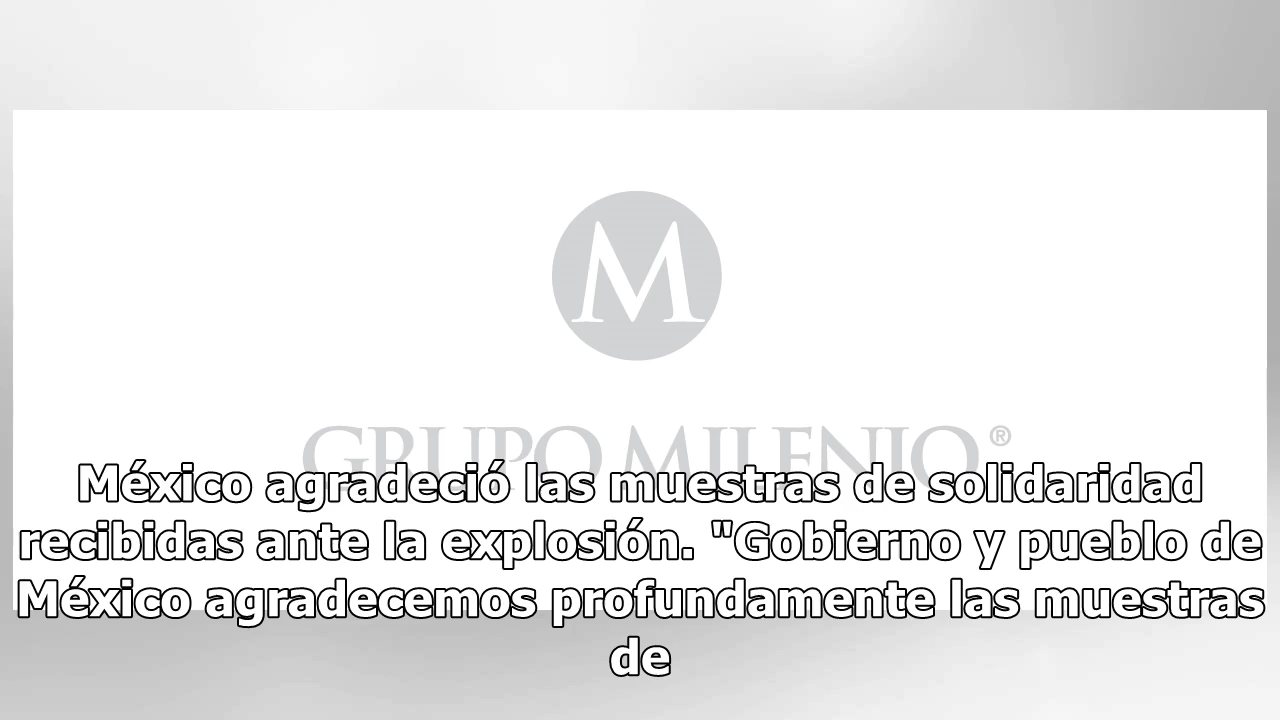 M
GRUPO MILENIO®
México agradeció las muestras de solidaridad
recibidas ante la explosión. "Gobierno y pueblo de
México agradecemos profundamente las muestras
de